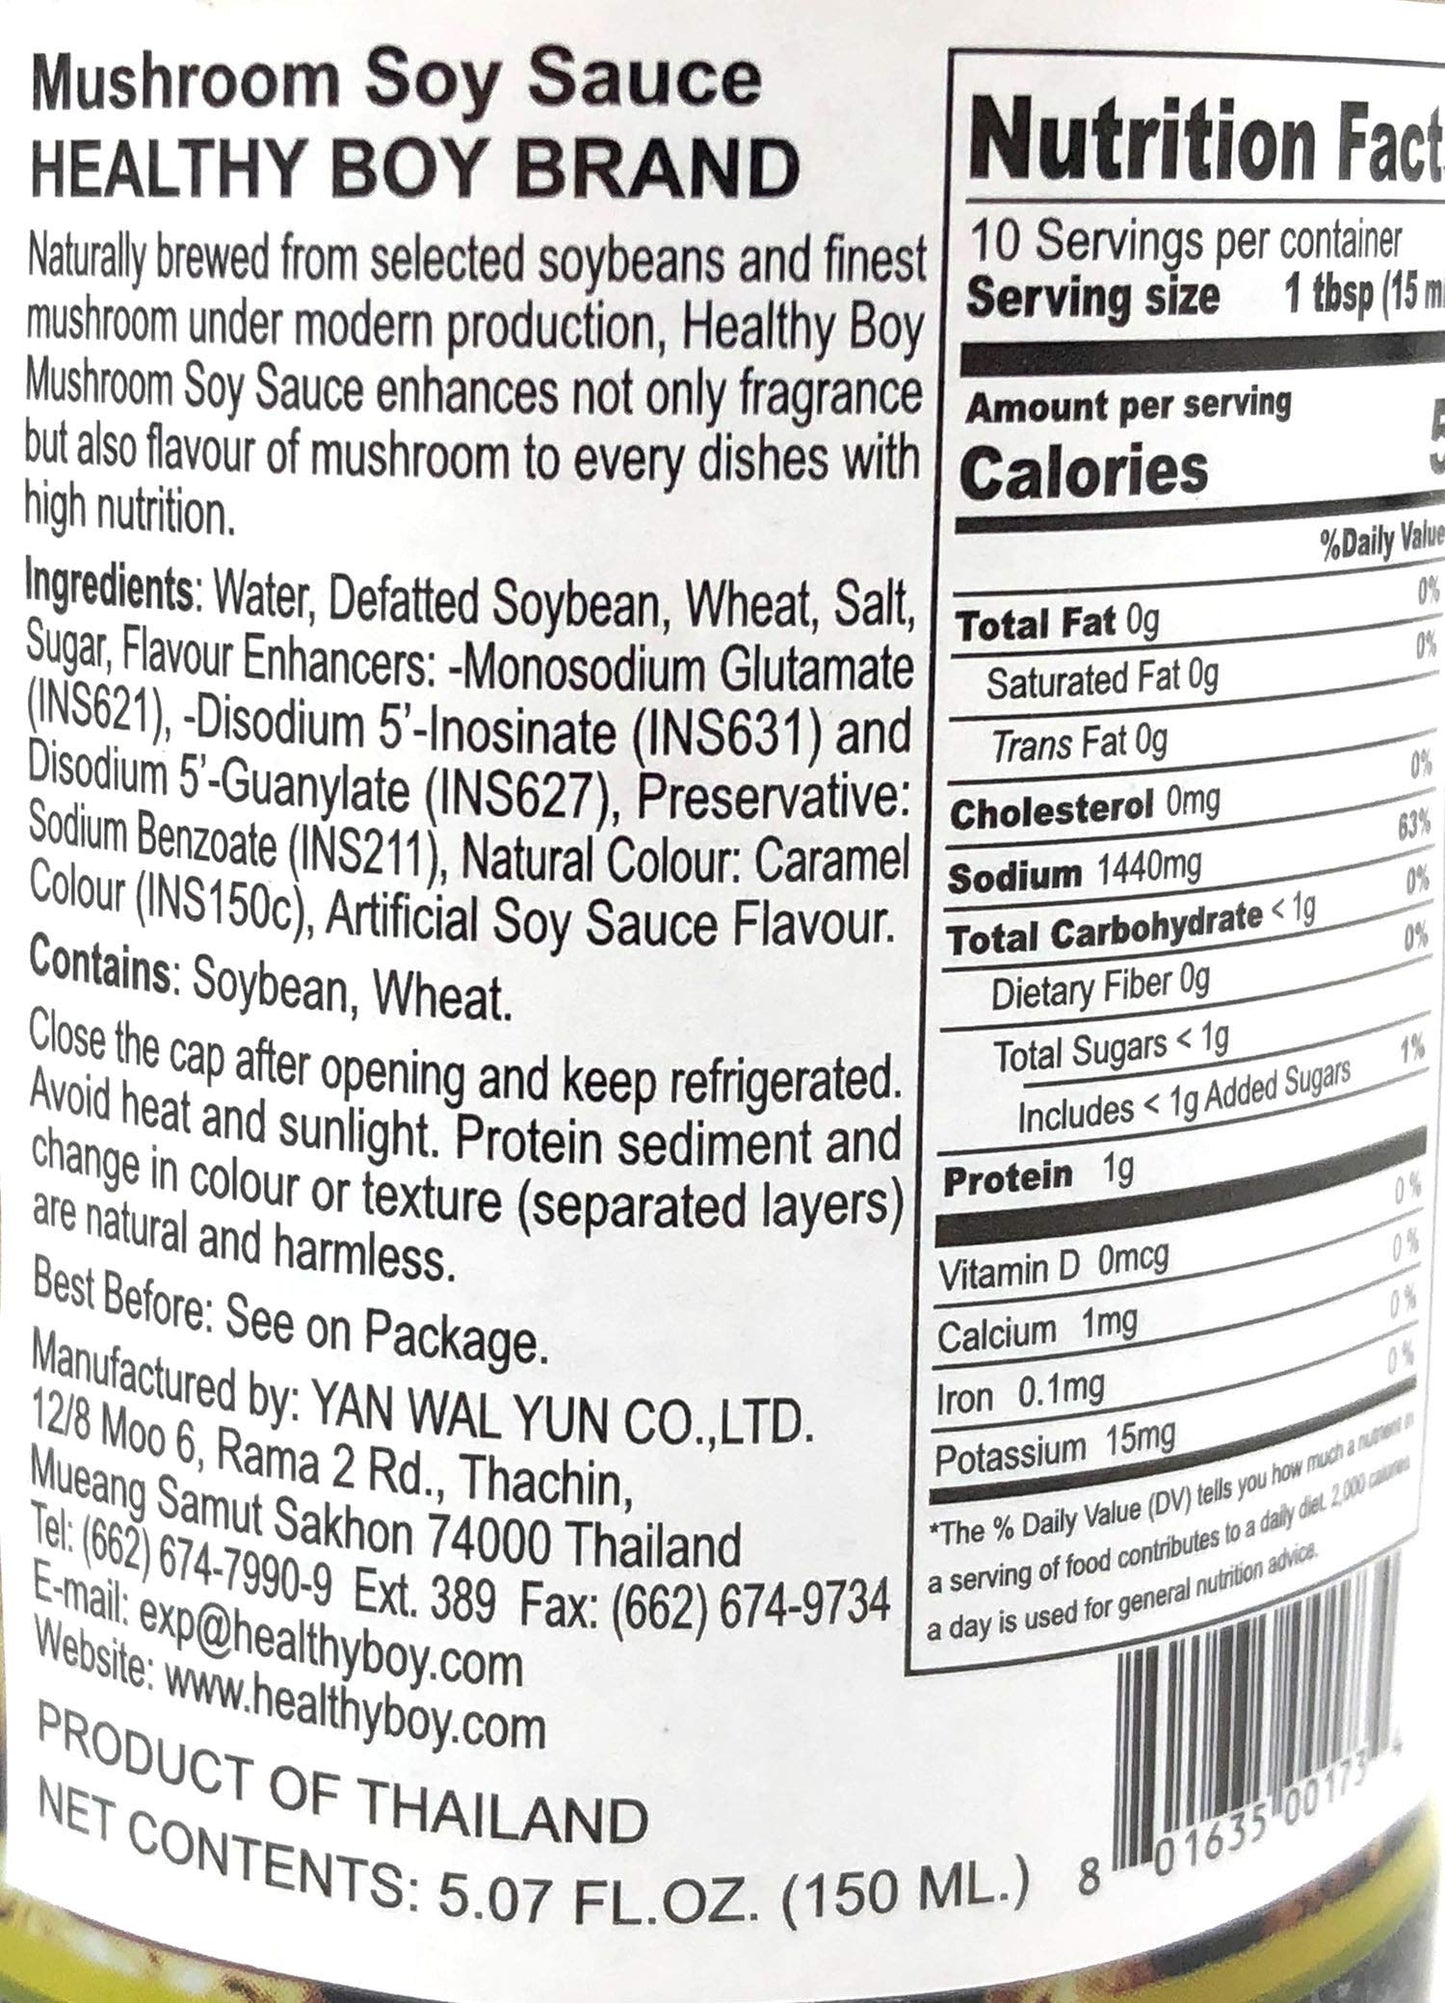 Mushroom Soy Sauce
HEALTHY BOY BRAND
Naturally brewed from selected soybeans and finest
mushroom under modern production, Healthy Boy
Mushroom Soy Sauce enhances not only fragrance
but also flavour of mushroom to every dishes with
high nutrition.
Ingredients: Water, Defatted Soybean, Wheat, Salt,
Sugar, Flavour Enhancers: -Monosodium Glutamate
(INS621), -Disodium 5'-Inosinate (INS631) and
Disodium 5'-Guanylate (INS627), Preservative:
Sodium Benzoate (INS211), Natural Colour: Caramel
Colour (INS150c), Artificial Soy Sauce Flavour.
Contains: Soybean, Wheat.
Close the cap after opening and keep refrigerated.
Avoid heat and sunlight. Protein sediment and
change in colour or texture (separated layers)
are natural and harmless.
Best Before: See on Package.
Manufactured by: YAN WAL YUN CO.,LTD.
12/8 Moo 6, Rama 2 Rd., Thachin,
Mueang Samut Sakhon 74000 Thailand
Tel: (662) 674-7990-9 Ext. 389 Fax: (662) 674-9734
E-mail: exp@healthyboy.com
Website: www.healthyboy.com
PRODUCT OF THAILAND
NET CONTENTS: 5.07 FL.OZ. (150 ML.)
Nutrition Fact
10 Servings per container
Serving size 1 tbsp (15 m
Amount per serving
Calories 5
%Daily Value
Total Fat 0g 0%
Saturated Fat 0g 0%
Trans Fat 0g
Cholesterol 0mg 0%
Sodium 1440mg 63%
Total Carbohydrate < 1g 0%
Dietary Fiber 0g 0%
Total Sugars < 1g
Includes < 1g Added Sugars 1%
Protein 1g
Vitamin D 0mcg 0%
Calcium 1mg 0%
Iron 0.1mg 0%
Potassium 15mg 0%
*The % Daily Value (DV) tells you how much a nutrient in
a serving of food contributes to a daily diet. 2,000 calories
a day is used for general nutrition advice.
8 01635 00173 4